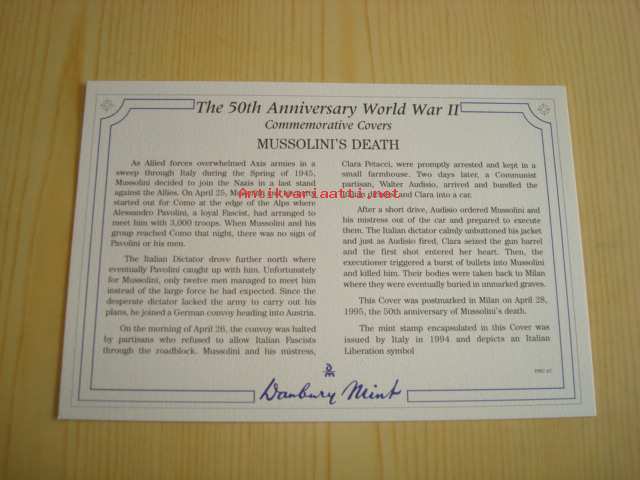 The 50th Anniversary World War II
Commemorative Covers
MUSSOLINI'S DEATH
As Allied forces overwhelmed Axis armies in a
sweep through Italy during the Spring of 1945,
Mussolini decided to join the Nazis in a last stand
against the Allies. On April 25, Mussolini and his party
started out for Como at the edge of the Alps where
Alessandro Pavolini, a loyal Fascist, had arranged to
meet him with 3,000 troops. When Mussolini and his
group reached Como that night, there was no sign of
Pavolini or his men.
The Italian Dictator drove further north where
eventually Pavolini caught up with him. Unfortunately
for Mussolini, only twelve men managed to meet him
instead of the large force he had expected. Since the
desperate dictator lacked the army to carry out his
plans, he joined a German convoy heading into Austria.
On the morning of April 26, the convoy was halted
by partisans who refused to allow Italian Fascists
through the roadblock. Mussolini and his mistress,
Clara Petacci, were promptly arrested and kept in a
small farmhouse. Two days later, a Communist
partisan, Walter Audisio, arrived and bundled the
Italian dictator and Clara into a car.
After a short drive, Audisio ordered Mussolini and
his mistress out of the car and prepared to execute
them. The Italian dictator calmly unbuttoned his jacket
and just as Audisio fired, Clara seized the gun barrel
and the first shot entered her heart. Then, the
executioner triggered a burst of bullets into Mussolini
and killed him. Their bodies were taken back to Milan
where they were eventually buried in unmarked graves.
This Cover was postmarked in Milan on April 28,
1995, the 50th anniversary of Mussolini's death.
The mint stamp encapsulated in this Cover was
issued by Italy in 1994 and depicts an Italian
Liberation symbol
Danbury Mint
Antikvariaatti.net